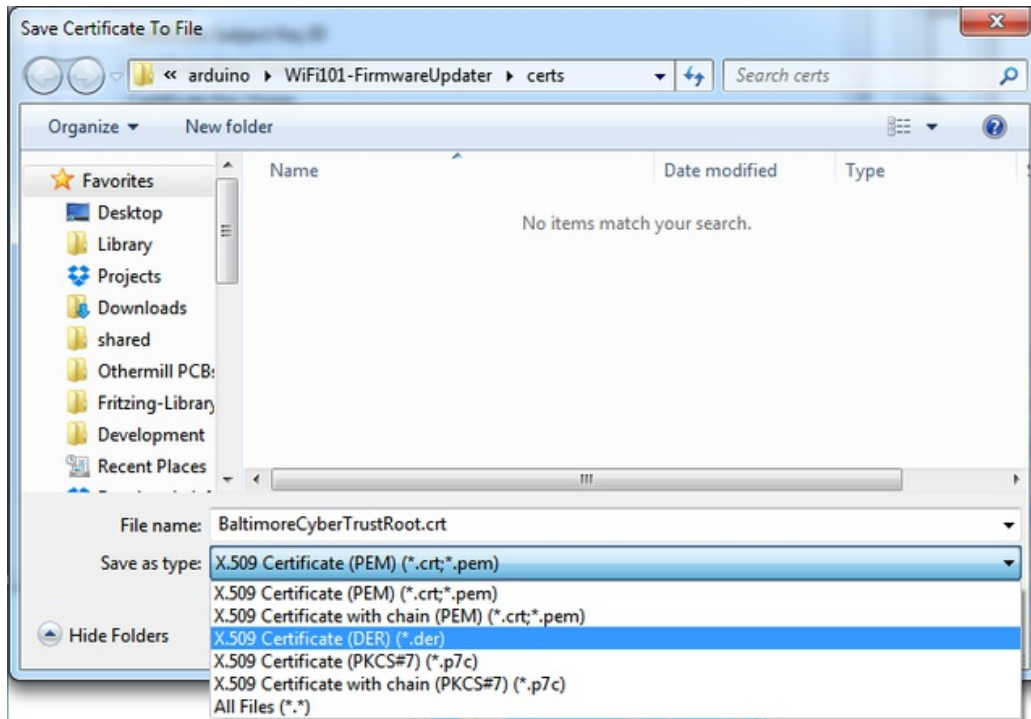 Save Certificate To File
« arduino WiFi101-FirmwareUpdater certs Search certs
Organize New folder
Favorites
Desktop
Library
Projects
Downloads
shared
Othermill PCB
Fritzing-Library
Development
Recent Places
Name Date modified Type
No items match your search.
File name: BaltimoreCyberTrustRoot.crt
Save as type: X.509 Certificate (PEM) (*.crt;*.pem)
X.509 Certificate (PEM) (*.crt;*.pem)
X.509 Certificate with chain (PEM) (*.crt;*.pem)
X.509 Certificate (DER) (*.der)
X.509 Certificate (PKCS#7) (*.p7c)
X.509 Certificate with chain (PKCS#7) (*.p7c)
All Files (*.*)
Hide Folders